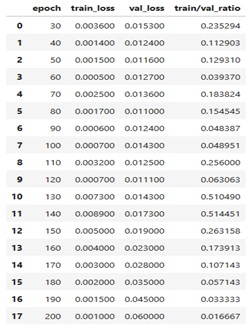 epoch train_loss val_loss train/val_ratio
0 30 0.003600 0.015300 0.235294
1 40 0.001400 0.012400 0.112903
2 50 0.001500 0.011600 0.129310
3 60 0.000500 0.012700 0.039370
4 70 0.002500 0.013600 0.183824
5 80 0.001700 0.011000 0.154545
6 90 0.000600 0.012400 0.048387
7 100 0.000700 0.014300 0.048951
8 110 0.003200 0.012500 0.256000
9 120 0.000700 0.011100 0.063063
10 130 0.007300 0.014300 0.510490
11 140 0.008900 0.017300 0.514451
12 150 0.005000 0.019000 0.263158
13 160 0.004000 0.023000 0.173913
14 170 0.003000 0.028000 0.107143
15 180 0.002000 0.035000 0.057143
16 190 0.001500 0.045000 0.033333
17 200 0.001000 0.060000 0.016667